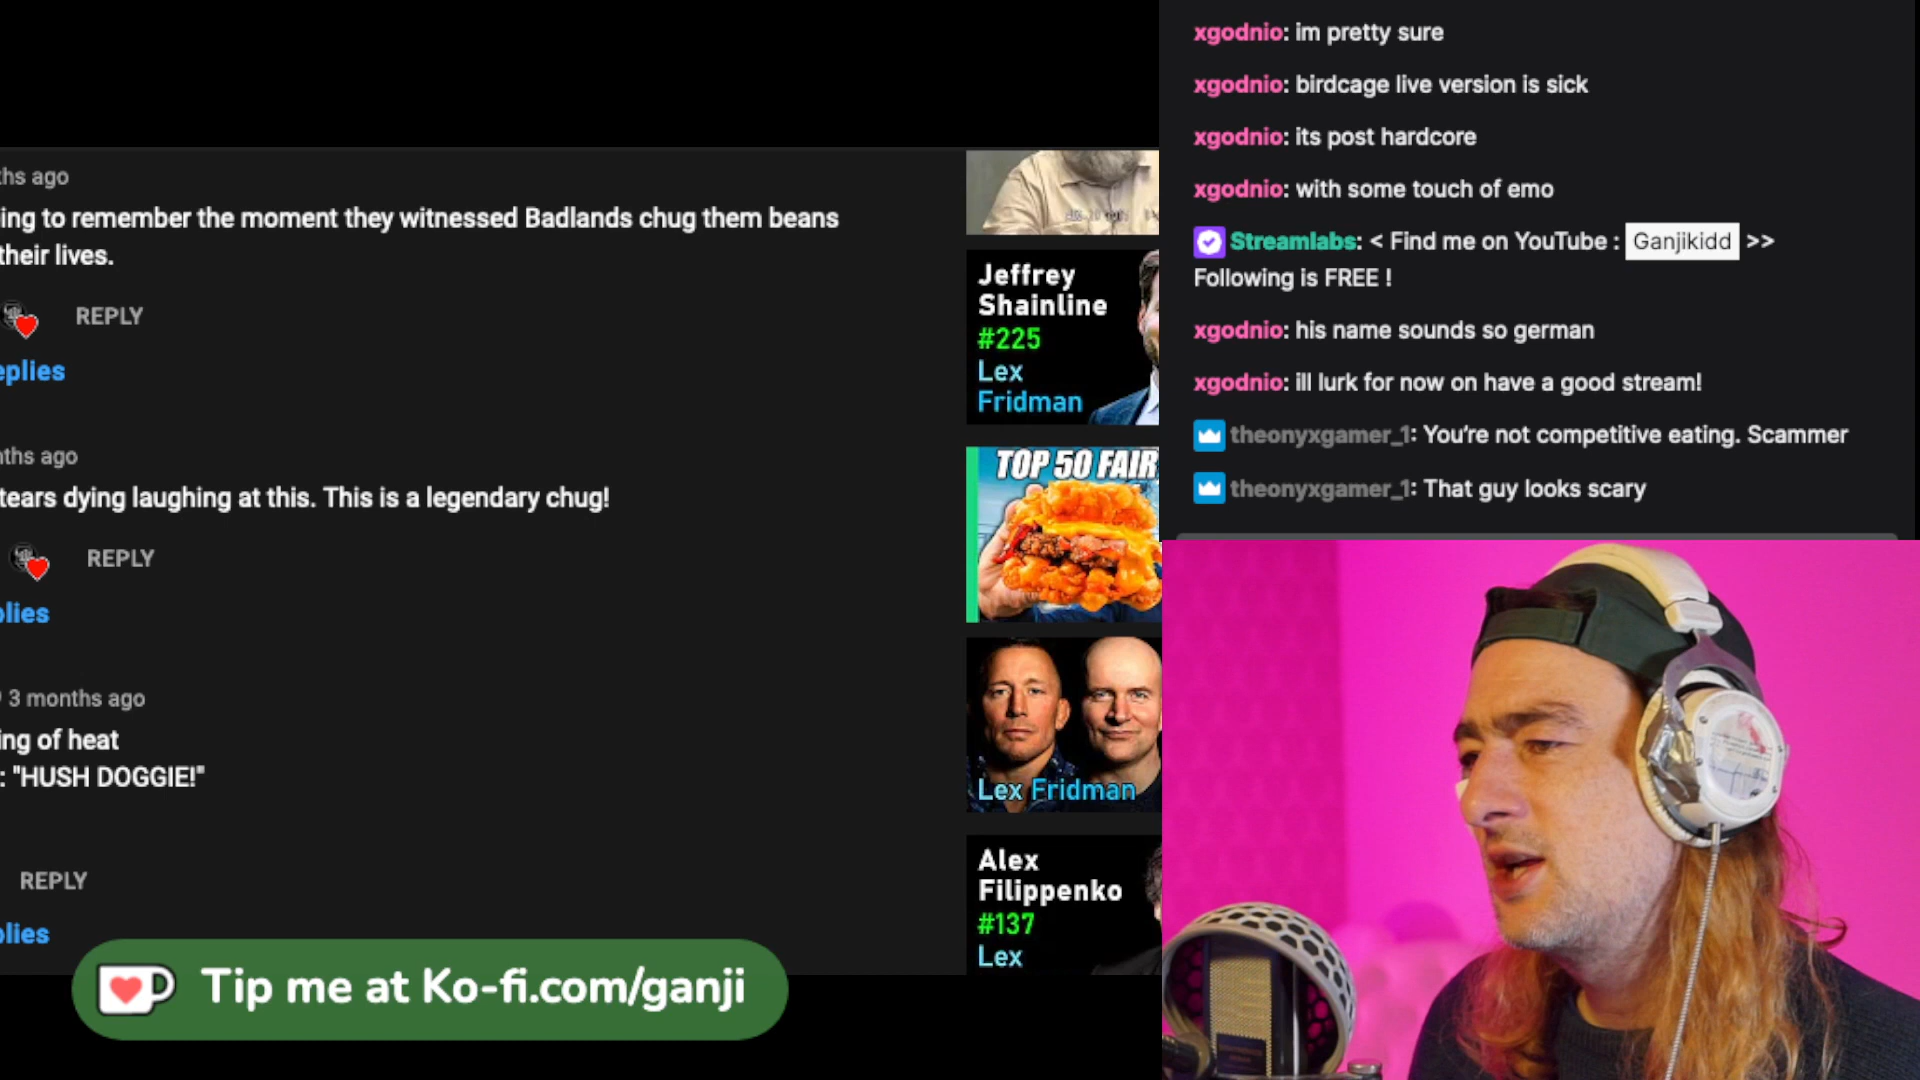 ths ago
ing to remember the moment they witnessed Badlands chug them beans
their lives.
REPLY
eplies
nths ago
tears dying laughing at this. This is a legendary chug!
REPLY
plies
3 months ago
ing of heat
: "HUSH DOGGIE!"
REPLY
plies
Tip me at Ko-fi.com/ganji
Jeffrey
Shainline
#225
Lex
Fridman
TOP 50 FAIR
Lex Fridman
Alex
Filippenko
#137
Lex
xgodnio: im pretty sure
xgodnio: birdcage live version is sick
xgodnio: its post hardcore
xgodnio: with some touch of emo
Streamlabs: < Find me on YouTube : Ganjikidd >>
Following is FREE !
xgodnio: his name sounds so german
xgodnio: ill lurk for now on have a good stream!
theonyxgamer_1: You're not competitive eating. Scammer
theonyxgamer_1: That guy looks scary